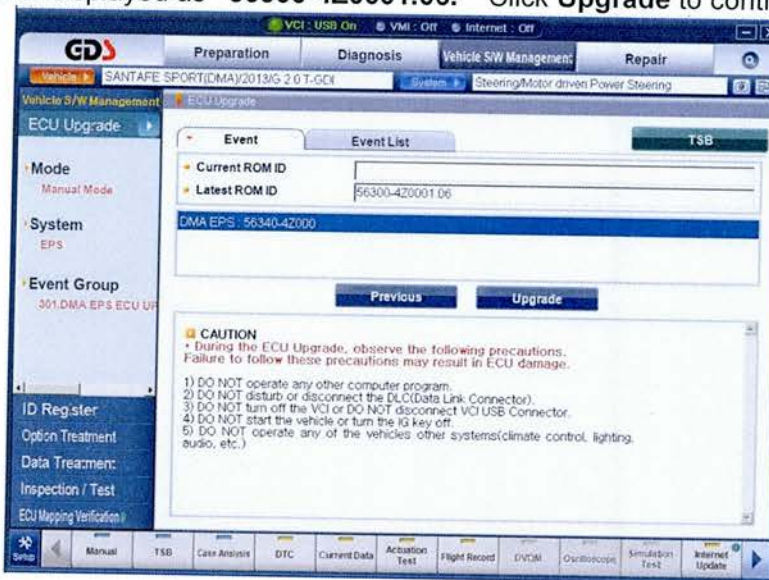 VCI : USB On VMI : Off Internet : Off
GDS
Preparation Diagnosis Vehicle S/W Management Repair
Vehicle SANTAFE SPORT(DMA)/2013/G 2.0 T-GDI System Steering/Motor driven Power Steering
Vehicle S/W Management
ECU Upgrade
ECU Upgrade
Event Event List TSB
Mode
Manual Mode
Current ROM ID
Latest ROM ID 56300-4Z0001.06
System
EPS
DMA EPS : 56340-4Z000
Event Group
301.DMA EPS ECU UP
Previous Upgrade
CAUTION
• During the ECU Upgrade, observe the following precautions.
Failure to follow these precautions may result in ECU damage.
1) DO NOT operate any other computer program.
2) DO NOT disturb or disconnect the DLC(Data Link Connector).
3) DO NOT turn off the VCI or DO NOT disconnect VCI USB Connector.
4) DO NOT start the vehicle or turn the IG key off.
5) DO NOT operate any of the vehicles other systems(climate control, lighting,
audio, etc.)
ID Register
Option Treatment
Data Treatment
Inspection / Test
ECU Mapping Verification
Setup Manual TSB Case Analysis DTC Current Data Actuation Test Flight Record DVOM Oscilloscope Simulation Test Internet Update